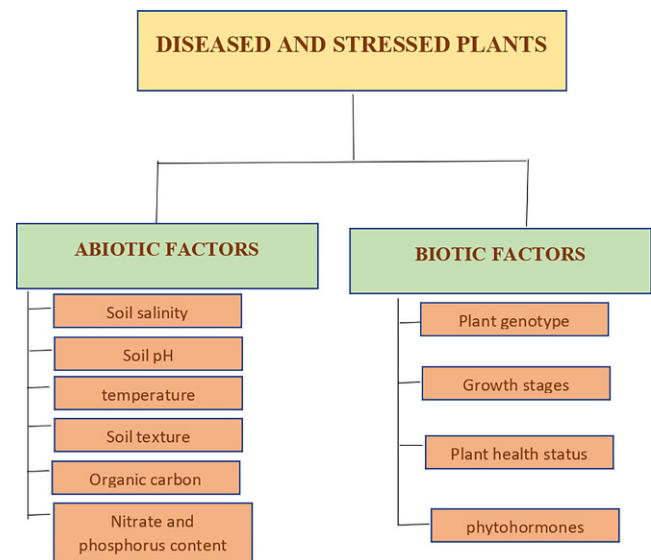 DISEASED AND STRESSED PLANTS
ABIOTIC FACTORS
Soil salinity
Soil pH
temperature
Soil texture
Organic carbon
Nitrate and
phosphorus content
BIOTIC FACTORS
Plant genotype
Growth stages
Plant health status
phytohormones